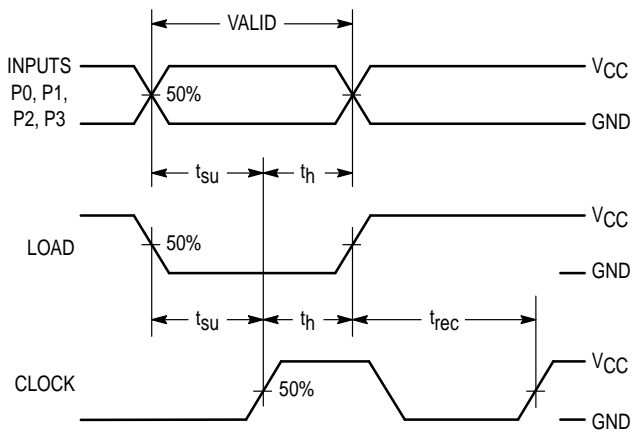 VALID
INPUTS
P0, P1,
P2, P3
50%
VCC
GND
tsu
th
LOAD
50%
VCC
GND
tsu
th
trec
CLOCK
50%
VCC
GND